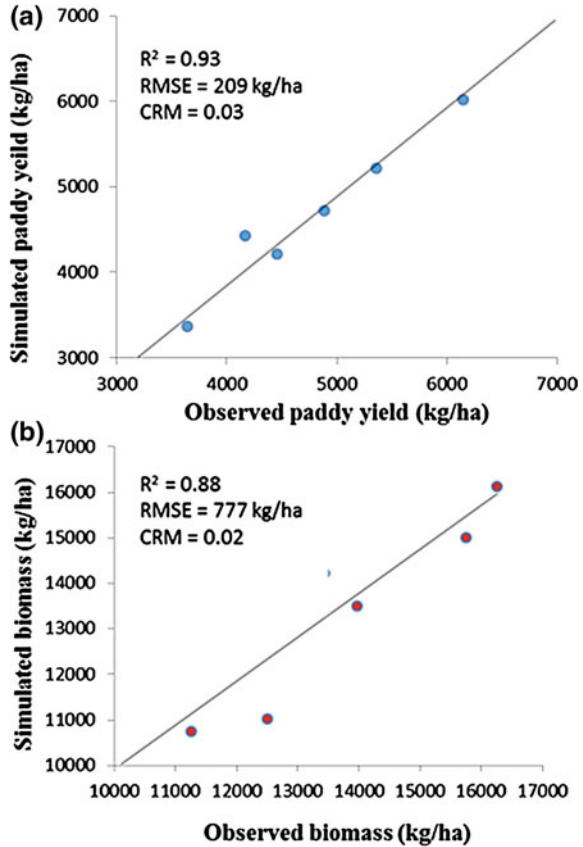 (a)
7000
6000
5000
4000
3000
R² = 0.93
RMSE = 209 kg/ha
CRM = 0.03
Simulated paddy yeild (kg/ha)
3000 4000 5000 6000 7000
Observed paddy yield (kg/ha)
(b)
17000
16000
15000
14000
13000
12000
11000
10000
R² = 0.88
RMSE = 777 kg/ha
CRM = 0.02
Simulated biomass (kg/ha)
10000 11000 12000 13000 14000 15000 16000 17000
Observed biomass (kg/ha)